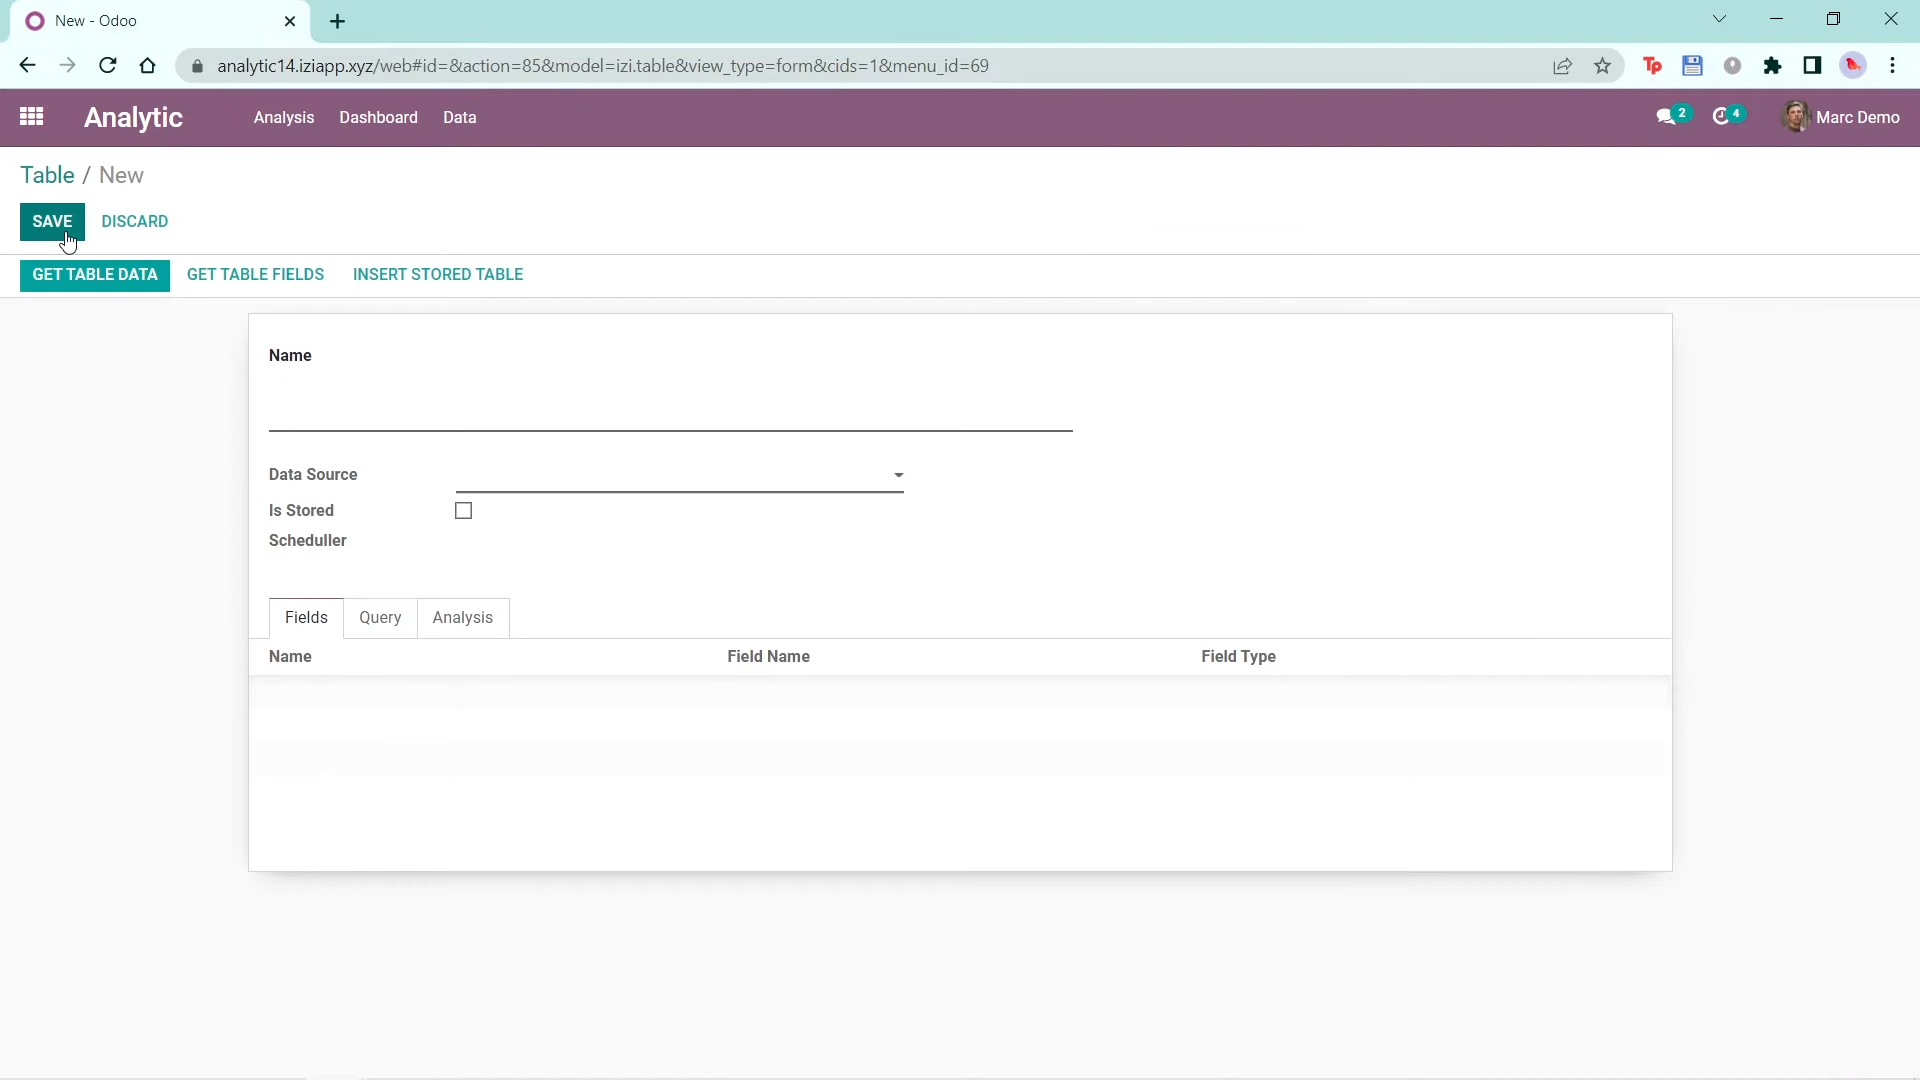 New - Odoo
analytic14.iziapp.xyz/web#id=&action=85&model=izi.table&view_type=form&cids=1&menu_id=69
Tp
Analytic Analysis Dashboard Data 2 4 Marc Demo
Table / New
SAVE DISCARD
GET TABLE DATA GET TABLE FIELDS INSERT STORED TABLE
Name
Data Source
Is Stored
Scheduller
Fields Query Analysis
Name Field Name Field Type